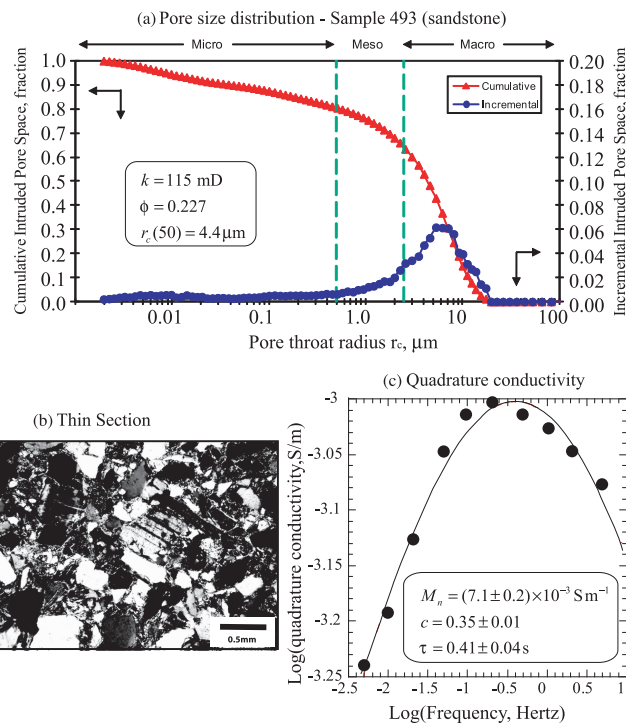 (a) Pore size distribution - Sample 493 (sandstone)
Micro Meso Macro
1.0 0.9 0.8 0.7 0.6 0.5 0.4 0.3 0.2 0.1 0.0
Cumulative Intruded Pore Space, fraction
Cumulative
Incremental
k = 115 mD
ϕ = 0.227
r_c(50) = 4.4 μm
0.20 0.18 0.16 0.14 0.12 0.10 0.08 0.06 0.04 0.02 0.00
Incremental Intruded Pore Space, fraction
0.01 0.1 1.0 10 100
Pore throat radius r_c, μm
(b) Thin Section
0.5mm
(c) Quadrature conductivity
-3 -3.05 -3.1 -3.15 -3.2 -3.25
Log(quadrature conductivity,S/m)
M_n = (7.1±0.2)×10⁻³ S m⁻¹
c = 0.35±0.01
τ = 0.41±0.04 s
-2.5 -2 -1.5 -1 -0.5 0 0.5 1
Log(Frequency, Hertz)